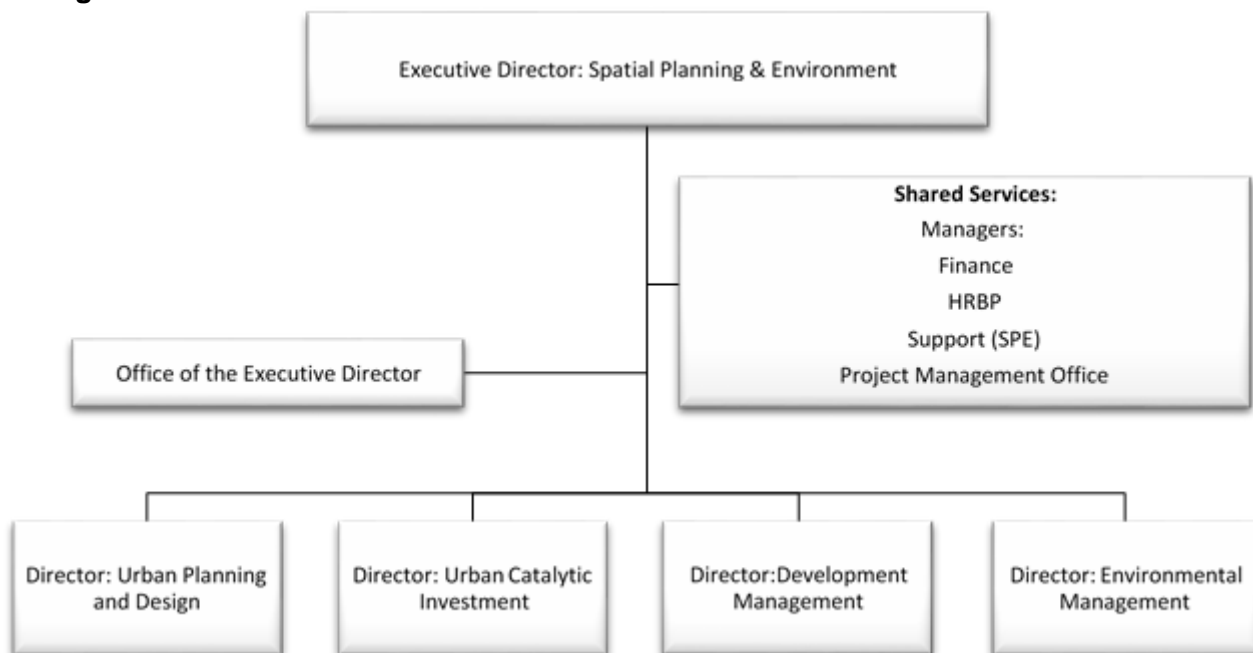 Executive Director: Spatial Planning & Environment
Shared Services:
Managers:
Finance
HRBP
Support (SPE)
Project Management Office
Office of the Executive Director
Director: Urban Planning
and Design
Director: Urban Catalytic
Investment
Director:Development
Management
Director: Environmental
Management